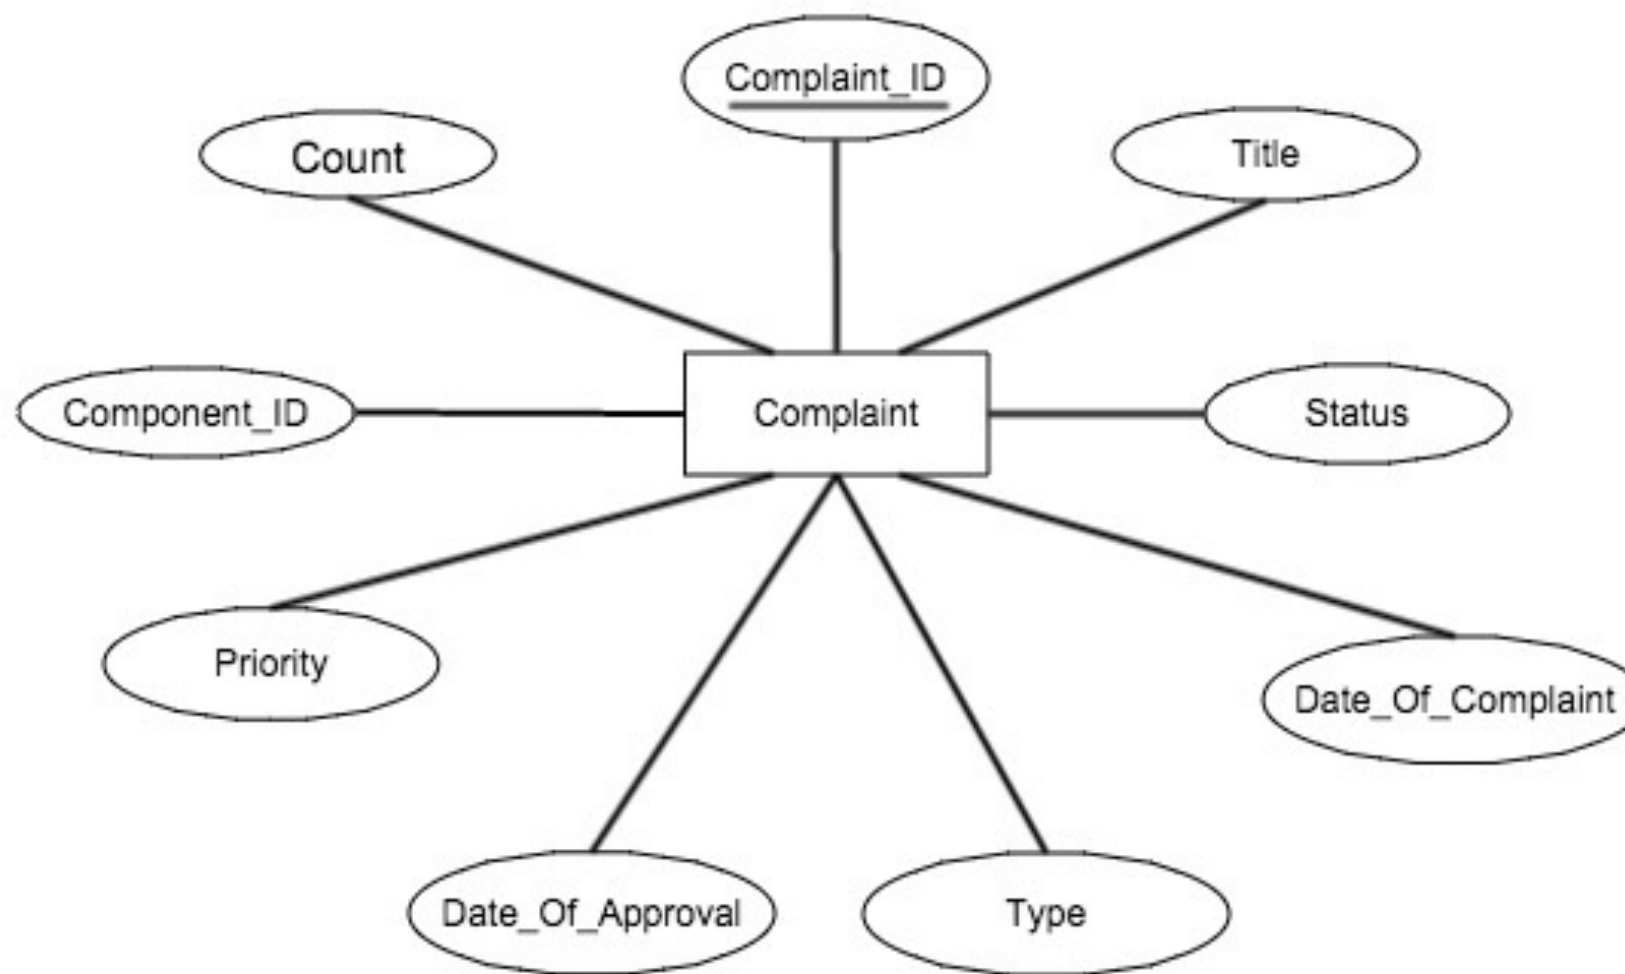 Complaint_ID
Count
Title
Component_ID
Complaint
Status
Priority
Date_Of_Complaint
Date_Of_Approval
Type